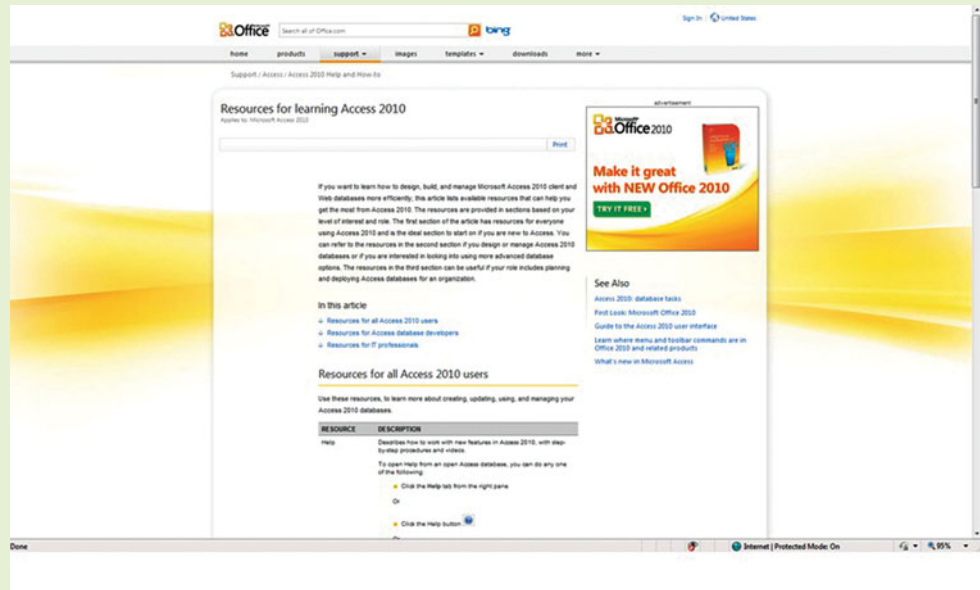 Microsoft
Office
Search all of Office.com
bing
Sign In
United States
home products support images templates downloads more
Support / Access / Access 2010 Help and How-to
Resources for learning Access 2010
Applies to: Microsoft Access 2010
Print
If you want to learn how to design, build, and manage Microsoft Access 2010 client and
Web databases more efficiently, this article lists available resources that can help you
get the most from Access 2010. The resources are provided in sections based on your
level of interest and role. The first section of the article has resources for everyone
using Access 2010 and is the ideal section to start on if you are new to Access. You
can refer to the resources in the second section if you design or manage Access 2010
databases or if you are interested in looking into using more advanced database
options. The resources in the third section can be useful if your role includes planning
and deploying Access databases for an organization.
In this article
Resources for all Access 2010 users
Resources for Access database developers
Resources for IT professionals
Resources for all Access 2010 users
Use these resources, to learn more about creating, updating, using, and managing your
Access 2010 databases.
RESOURCE DESCRIPTION
Help Describes how to work with new features in Access 2010, with step-
by-step procedures and videos.
To open Help from an open Access database, you can do any one
of the following:
Click the Help tab from the right pane
Or
Click the Help button
Or
advertisement
Microsoft
Office 2010
Make it great
with NEW Office 2010
TRY IT FREE
See Also
Access 2010: database tasks
First Look: Microsoft Office 2010
Guide to the Access 2010 user interface
Learn where menu and toolbar commands are in
Office 2010 and related products
What's new in Microsoft Access
Done
Internet | Protected Mode: On
95%